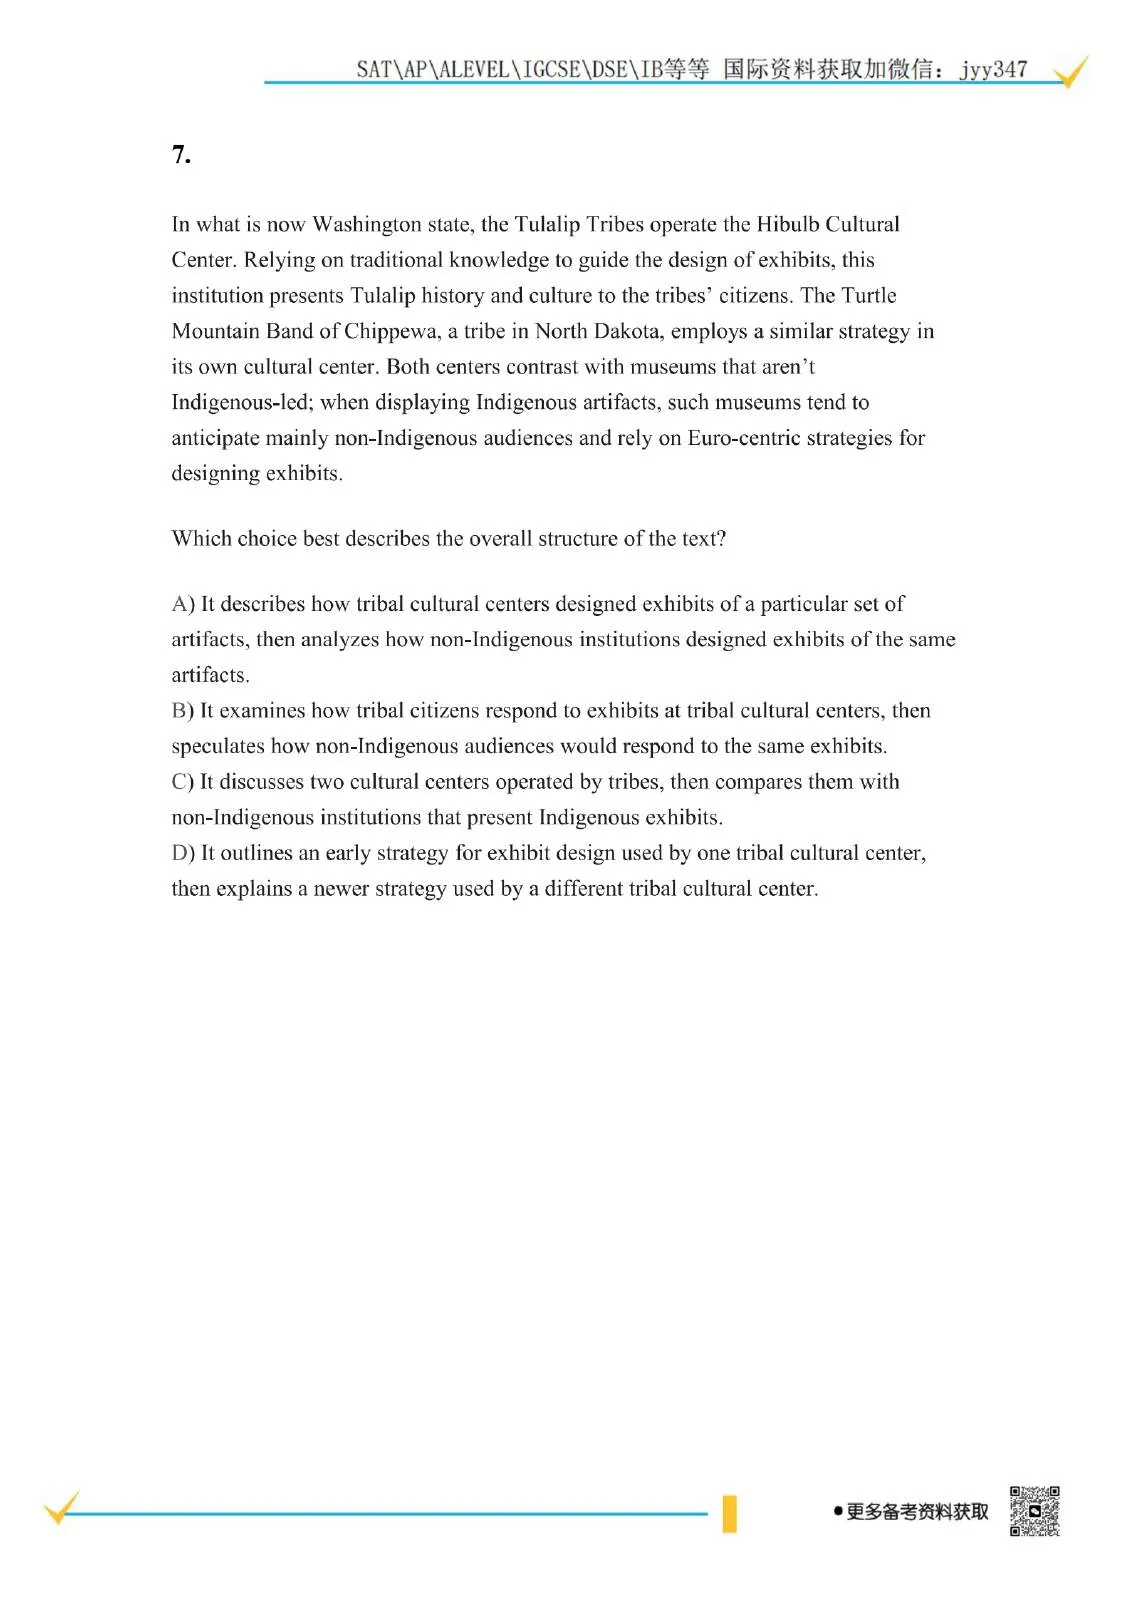 SAT\AP\ALEVEL\IGCSE\DSE\IB等等 国际资料获取加微信：jyy347
7.
In what is now Washington state, the Tulalip Tribes operate the Hibulb Cultural
Center. Relying on traditional knowledge to guide the design of exhibits, this
institution presents Tulalip history and culture to the tribes’ citizens. The Turtle
Mountain Band of Chippewa, a tribe in North Dakota, employs a similar strategy in
its own cultural center. Both centers contrast with museums that aren’t
Indigenous-led; when displaying Indigenous artifacts, such museums tend to
anticipate mainly non-Indigenous audiences and rely on Euro-centric strategies for
designing exhibits.
Which choice best describes the overall structure of the text?
A) It describes how tribal cultural centers designed exhibits of a particular set of
artifacts, then analyzes how non-Indigenous institutions designed exhibits of the same
artifacts.
B) It examines how tribal citizens respond to exhibits at tribal cultural centers, then
speculates how non-Indigenous audiences would respond to the same exhibits.
C) It discusses two cultural centers operated by tribes, then compares them with
non-Indigenous institutions that present Indigenous exhibits.
D) It outlines an early strategy for exhibit design used by one tribal cultural center,
then explains a newer strategy used by a different tribal cultural center.
•更多备考资料获取